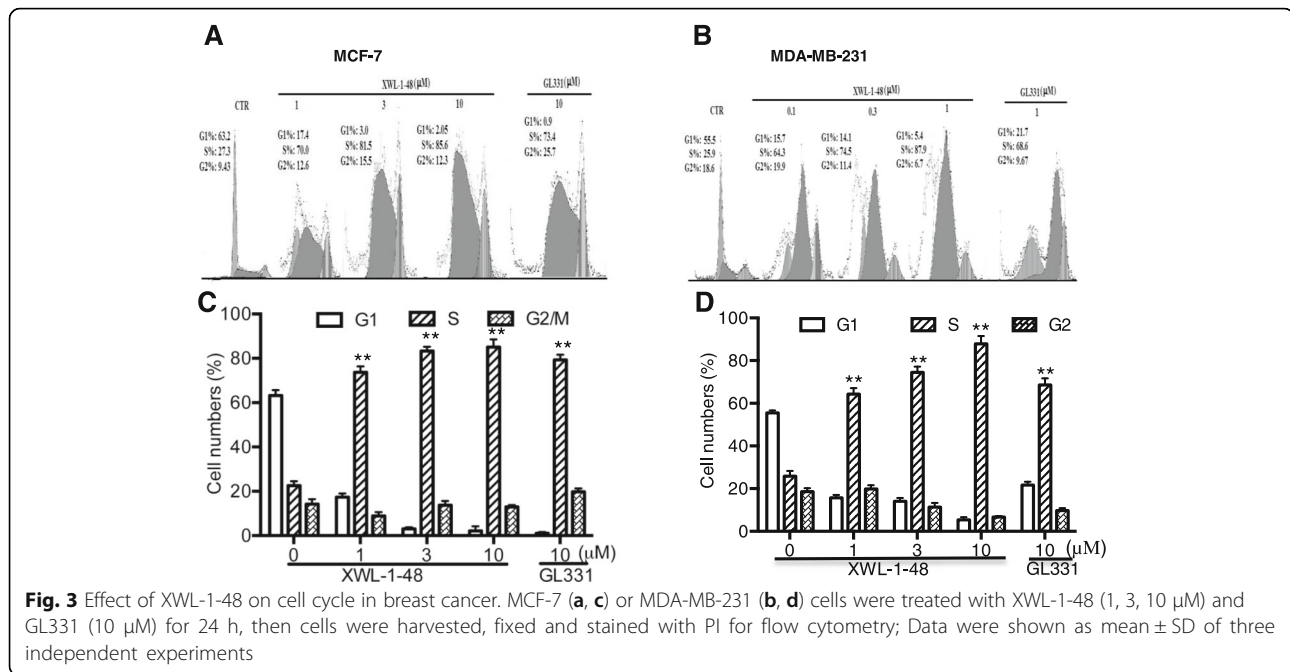 A
MCF-7
XWL-1-48(μM)
GL331(μM)
CTR 1 3 10 10
G1%: 63.2
S%: 27.3
G2%: 9.43
G1%: 17.4
S%: 70.0
G2%: 12.6
G1%: 3.0
S%: 81.5
G2%: 15.5
G1%: 2.05
S%: 85.6
G2%: 12.3
G1%: 0.9
S%: 73.4
G2%: 25.7
B
MDA-MB-231
XWL-1-48(μM)
GL331(μM)
CTR 0.1 0.3 1 1
G1%: 55.5
S%: 25.9
G2%: 18.6
G1%: 15.7
S%: 64.3
G2%: 19.9
G1%: 14.1
S%: 74.5
G2%: 11.4
G1%: 5.4
S%: 87.9
G2%: 6.7
G1%: 21.7
S%: 68.6
G2%: 9.67
C
G1 S G2/M
Cell numbers (%)
100
80
60
40
20
0
** ** ** **
0 1 3 10 10 (μM)
XWL-1-48 GL331
D
G1 S G2
Cell numbers (%)
100
80
60
40
20
0
** ** ** **
0 1 3 10 10 (μM)
XWL-1-48 GL331
Fig. 3 Effect of XWL-1-48 on cell cycle in breast cancer. MCF-7 (a, c) or MDA-MB-231 (b, d) cells were treated with XWL-1-48 (1, 3, 10 μM) and
GL331 (10 μM) for 24 h, then cells were harvested, fixed and stained with PI for flow cytometry; Data were shown as mean ± SD of three
independent experiments